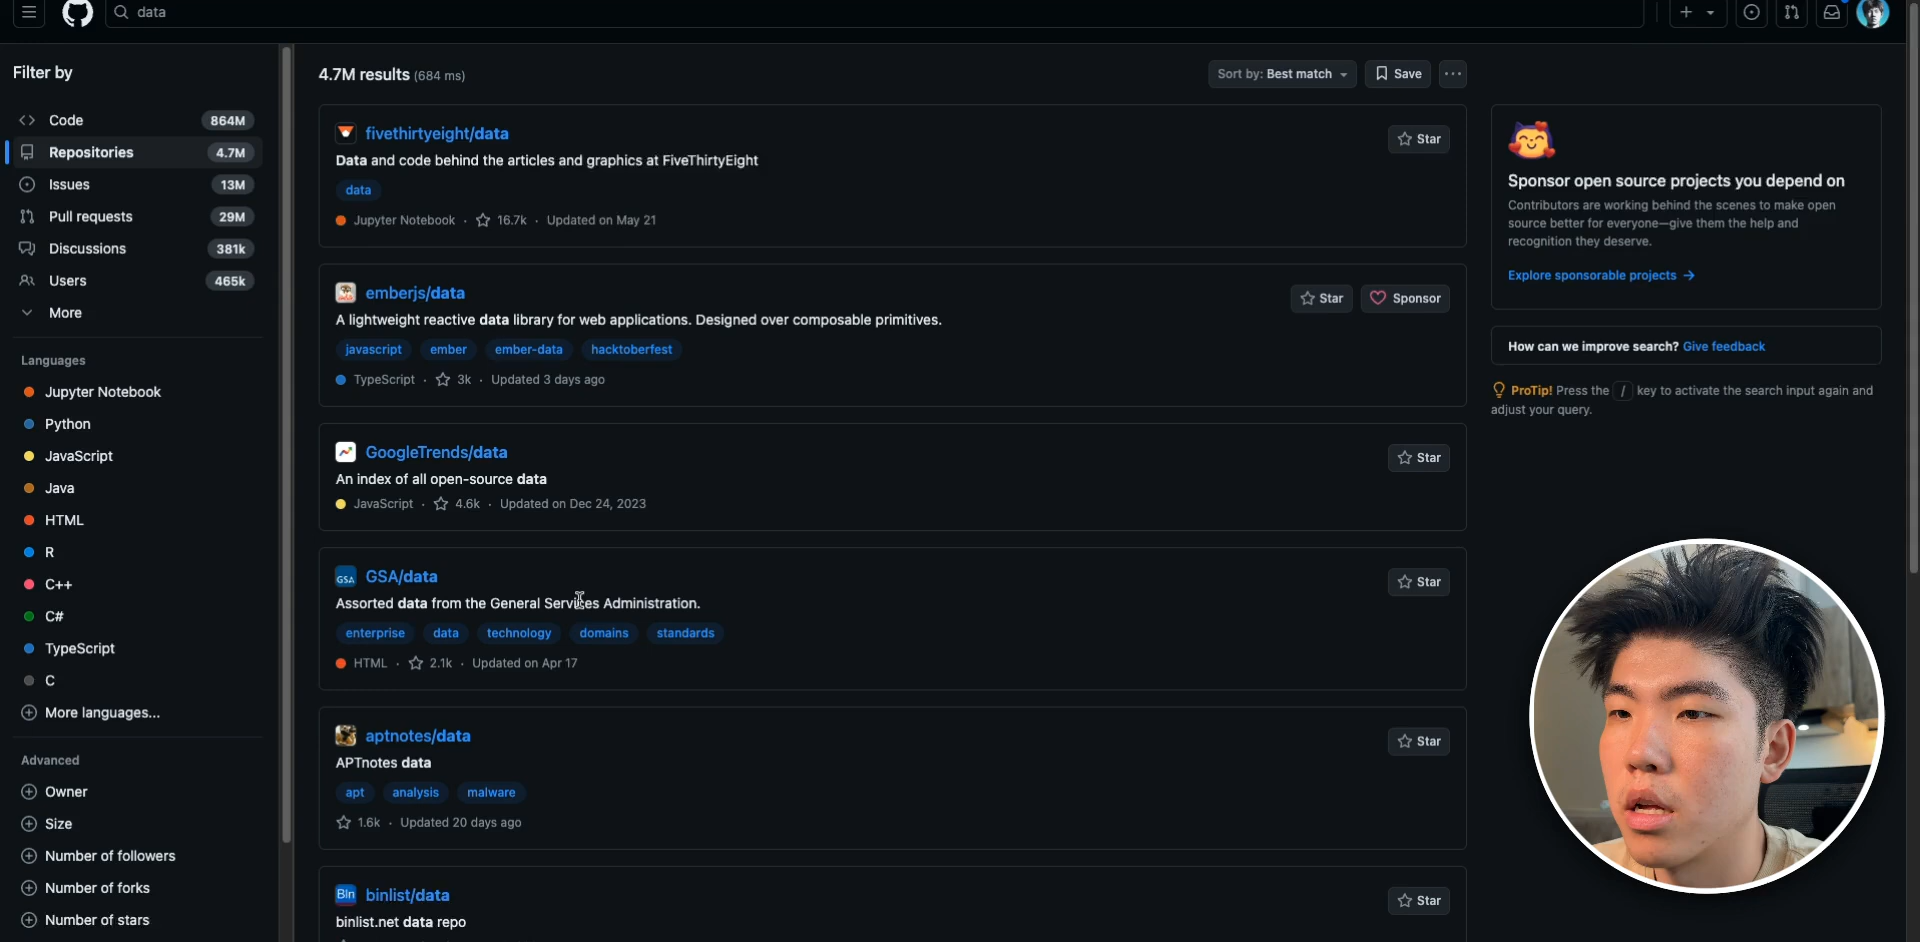 data
Filter by
Code 864M
Repositories 4.7M
Issues 13M
Pull requests 29M
Discussions 381k
Users 465k
More
Languages
Jupyter Notebook
Python
JavaScript
Java
HTML
R
C++
C#
TypeScript
C
More languages...
Advanced
Owner
Size
Number of followers
Number of forks
Number of stars
4.7M results (684 ms)
Sort by: Best match
Save
fivethirtyeight/data
Star
Data and code behind the articles and graphics at FiveThirtyEight
data
Jupyter Notebook · 16.7k · Updated on May 21
emberjs/data
Star
Sponsor
A lightweight reactive data library for web applications. Designed over composable primitives.
javascript ember ember-data hacktoberfest
TypeScript · 3k · Updated 3 days ago
GoogleTrends/data
Star
An index of all open-source data
JavaScript · 4.6k · Updated on Dec 24, 2023
GSA
GSA/data
Star
Assorted data from the General Services Administration.
enterprise data technology domains standards
HTML · 2.1k · Updated on Apr 17
aptnotes/data
Star
APTnotes data
apt analysis malware
1.6k · Updated 20 days ago
Bin
binlist/data
Star
binlist.net data repo
Sponsor open source projects you depend on
Contributors are working behind the scenes to make open
source better for everyone—give them the help and
recognition they deserve.
Explore sponsorable projects →
How can we improve search? Give feedback
ProTip! Press the / key to activate the search input again and
adjust your query.